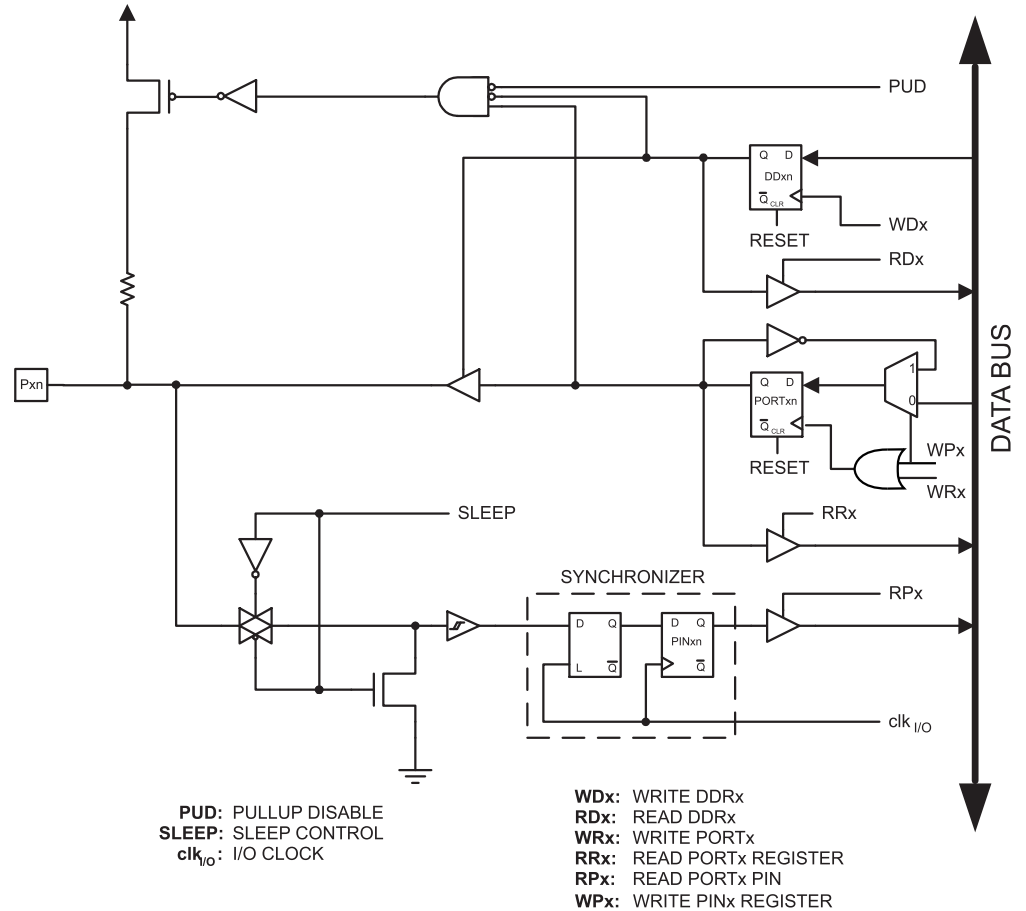 PUD
Q D
DDxn
Q CLR
WDx
RESET
RDx
DATA BUS
Pxn
1
Q D
PORTxn
0
Q CLR
WPx
RESET
WRx
SLEEP
RRx
SYNCHRONIZER
RPx
D Q
D Q
PINxn
L Q
Q
clk I/O
PUD: PULLUP DISABLE
SLEEP: SLEEP CONTROL
clkI/O: I/O CLOCK
WDx: WRITE DDRx
RDx: READ DDRx
WRx: WRITE PORTx
RRx: READ PORTx REGISTER
RPx: READ PORTx PIN
WPx: WRITE PINx REGISTER